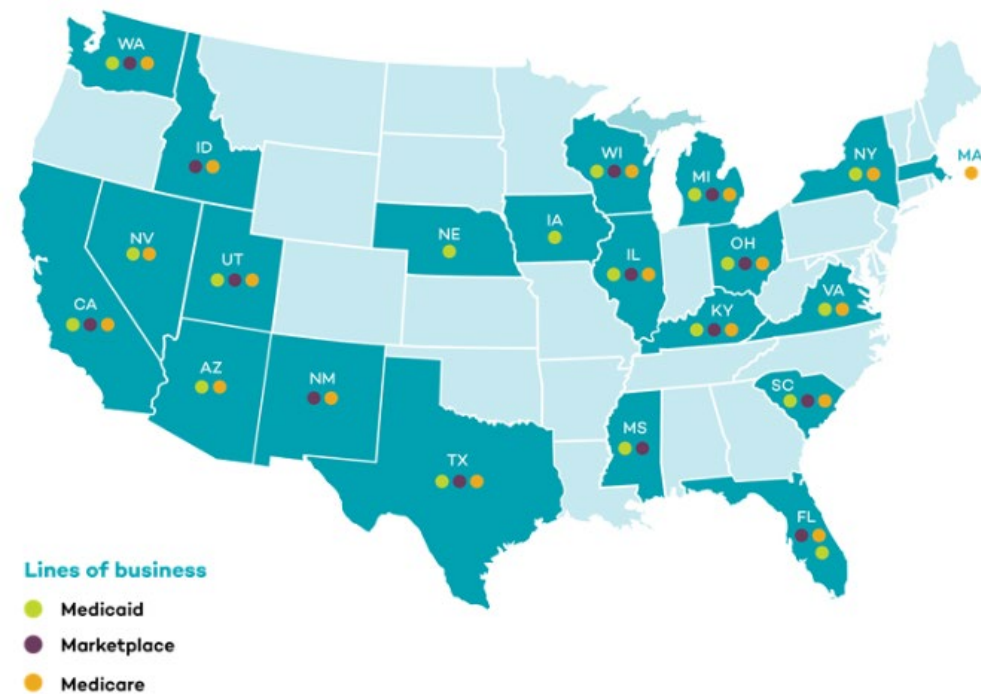 WA
ID
WI
MI
NY
MA
NV
UT
NE
IA
IL
OH
CA
KY
VA
AZ
NM
SC
MS
TX
FL
Lines of business
Medicaid
Marketplace
Medicare